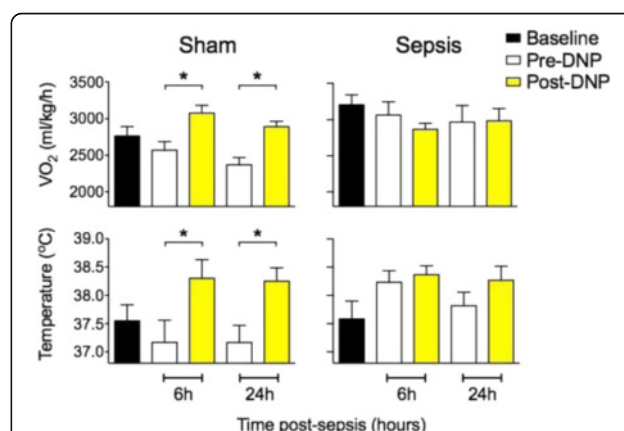 Sham
Sepsis
Baseline
Pre-DNP
Post-DNP
VO2 (ml/kg/h)
3500
3000
2500
2000
*
*
Temperature (°C)
39.0
38.5
38.0
37.5
37.0
*
*
6h
24h
6h
24h
Time post-sepsis (hours)